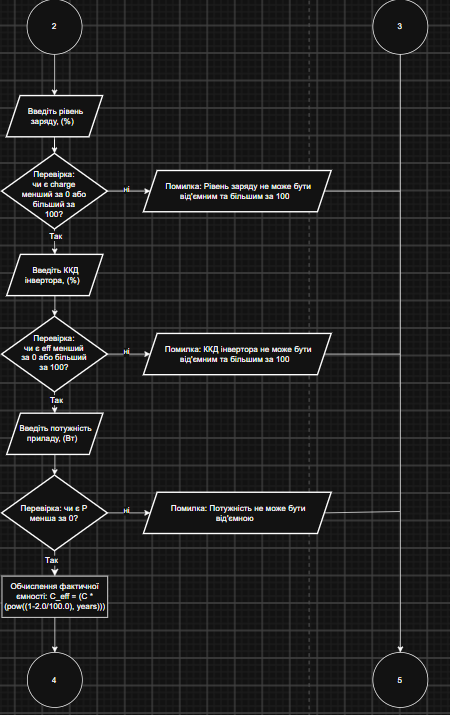 2
3
Введіть рівень
заряду, (%)
Перевірка:
чи є charge
менший за 0 або
більший за
100?
ні
Помилка: Рівень заряду не може бути
від'ємним та більшим за 100
Так
Введіть ККД
інвертора, (%)
Перевірка:
чи є eff менший
за 0 або більший
за 100?
ні
Помилка: ККД інвертора не може бути
від'ємним та більшим за 100
Так
Введіть потужність
приладу, (Вт)
Перевірка: чи є P
менша за 0?
ні
Помилка: Потужність не може бути
від'ємною
Так
Обчислення фактичної
ємності: C_eff = (C *
(pow((1-2.0/100.0), years)))
4
5